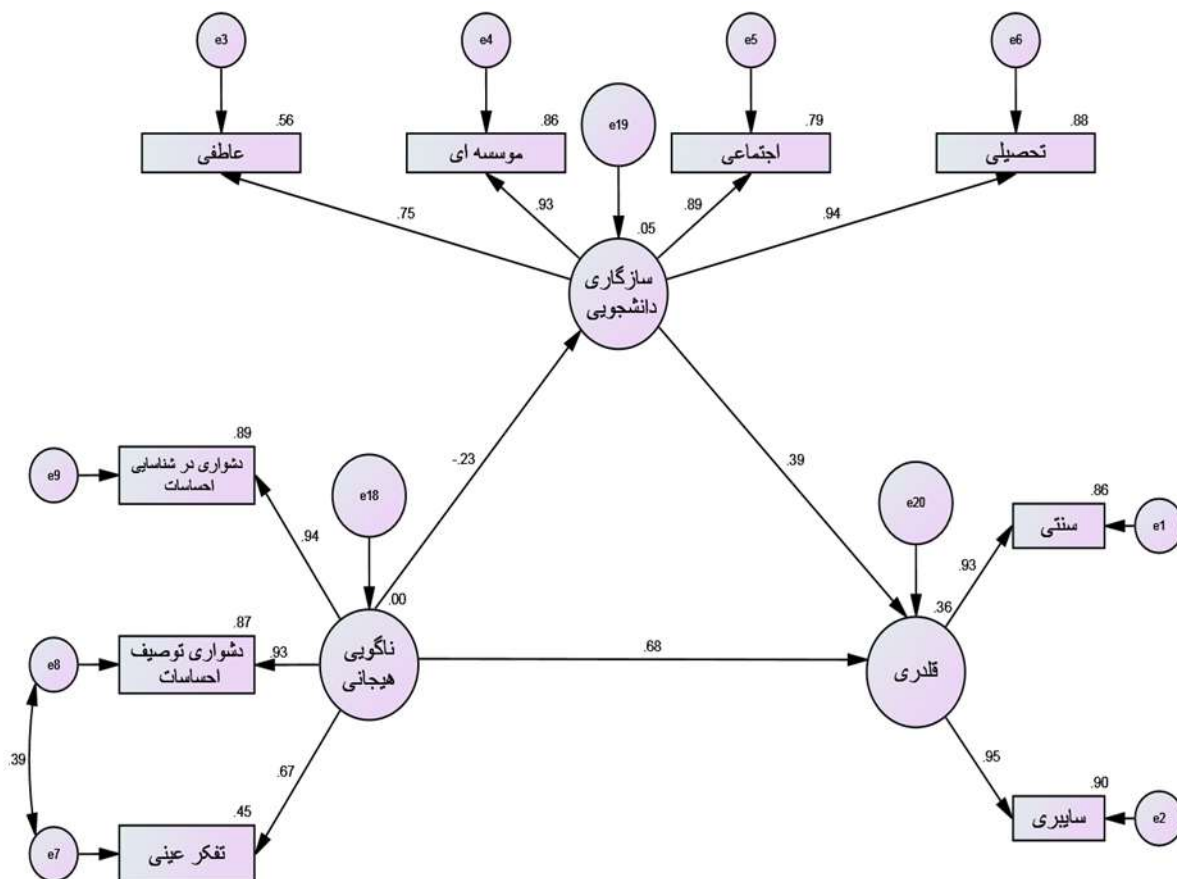 e3
e4
e5
e6
.56
.86
e19
.79
.88
عاطفی
موسسه ای
اجتماعی
تحصیلی
.75
.93
.89
.94
.05
سازگاری
دانشجویی
-.23
.39
e9
.89
دشواری در شناسایی
احساسات
.94
e18
e20
.86
سنتی
e1
.93
.00
.36
ناگویی
هیجانی
.68
قلدری
e8
.87
دشواری توصیف
احساسات
.93
.39
.67
.95
.90
سایبری
e2
e7
.45
تفکر عینی